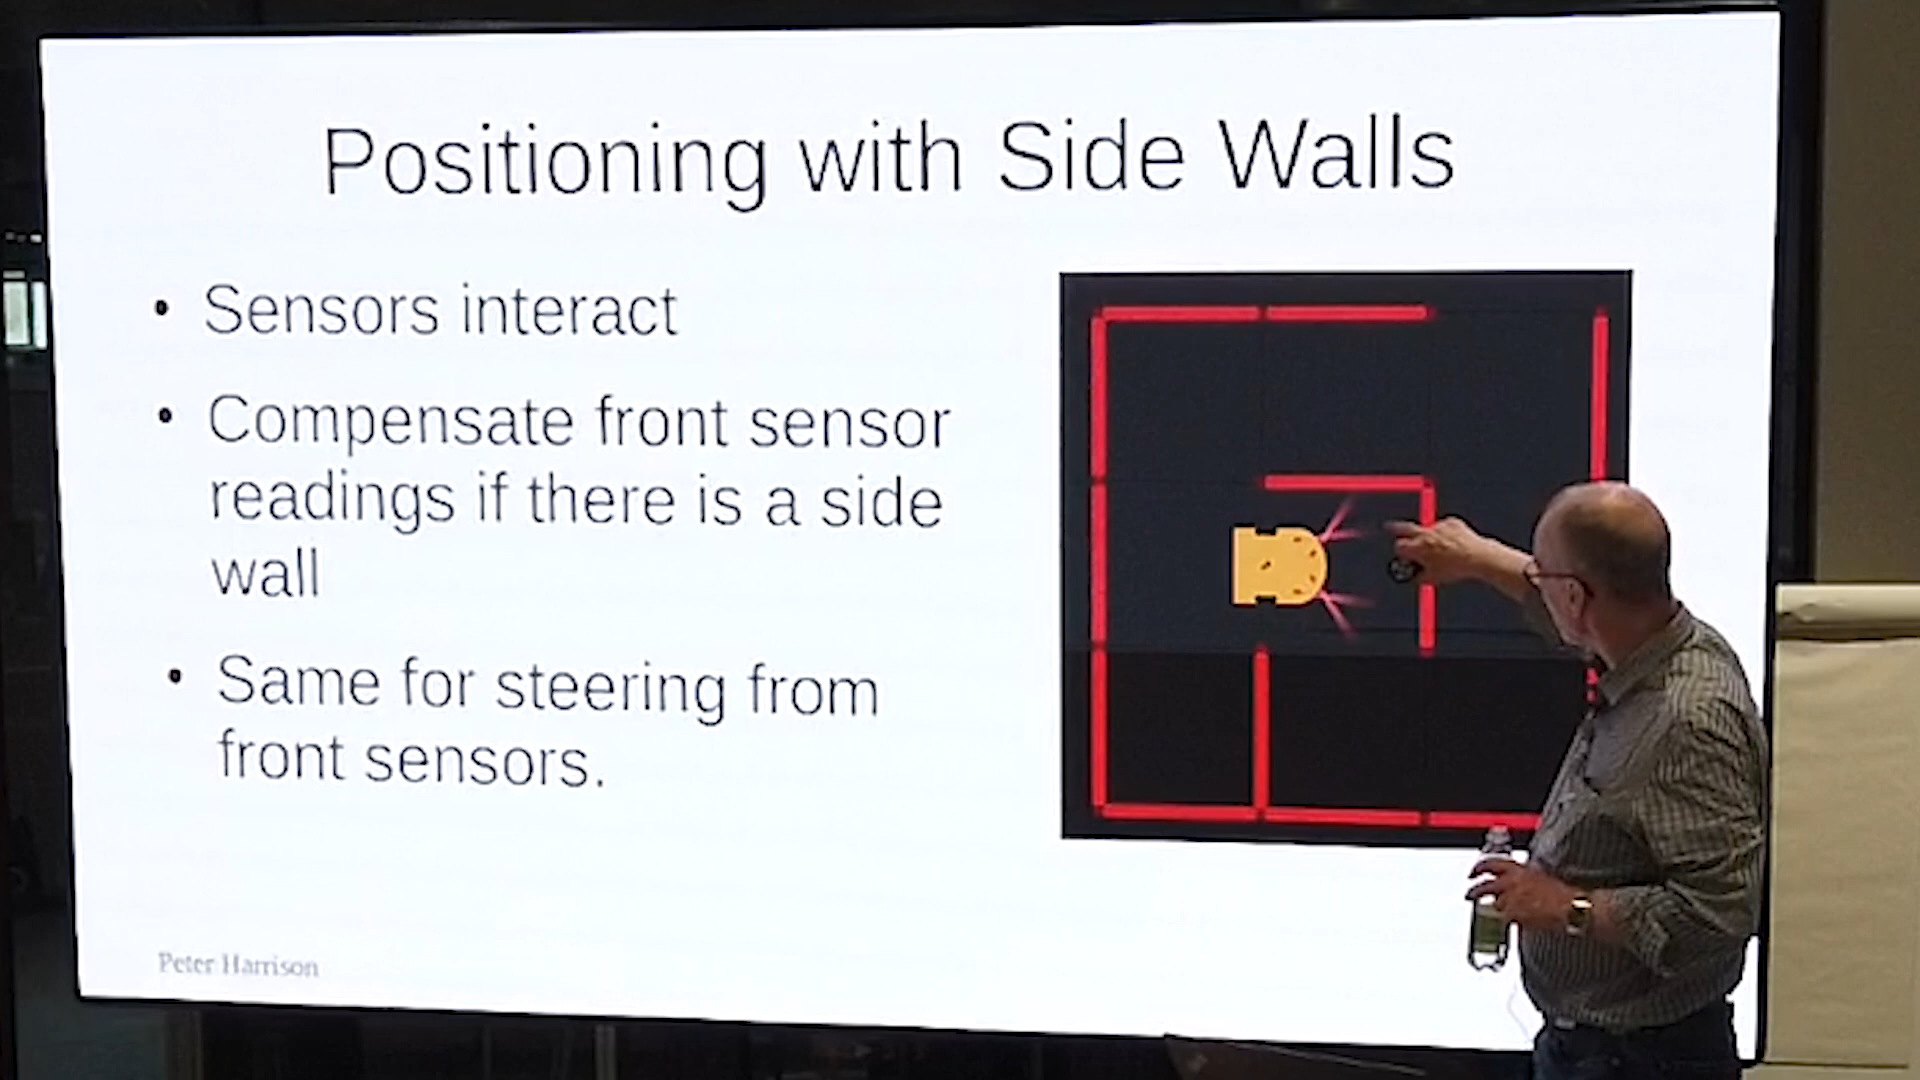 Positioning with Side Walls
• Sensors interact
• Compensate front sensor
readings if there is a side
wall
• Same for steering from
front sensors.
Peter Harrison